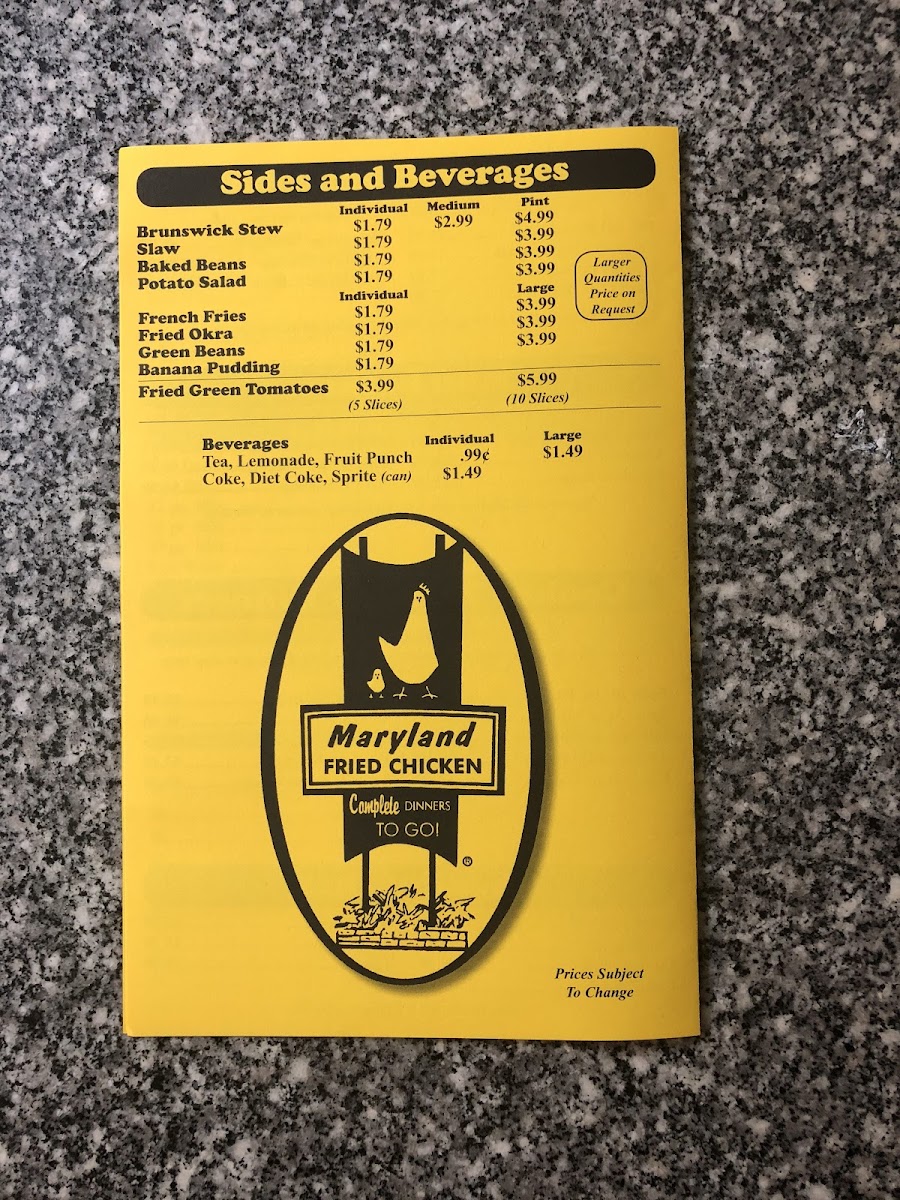 Sides and Beverages
Individual Medium Pint
Brunswick Stew $1.79 $2.99 $4.99
Slaw $1.79 $3.99
Baked Beans $1.79 $3.99
Potato Salad $1.79 $3.99
Larger
Quantities
Price on
Request
Individual Large
French Fries $1.79 $3.99
Fried Okra $1.79 $3.99
Green Beans $1.79 $3.99
Banana Pudding $1.79
Fried Green Tomatoes $3.99 $5.99
(5 Slices) (10 Slices)
Beverages Individual Large
Tea, Lemonade, Fruit Punch .99¢ $1.49
Coke, Diet Coke, Sprite (can) $1.49
Maryland
FRIED CHICKEN
Complete DINNERS
TO GO!
®
Prices Subject
To Change